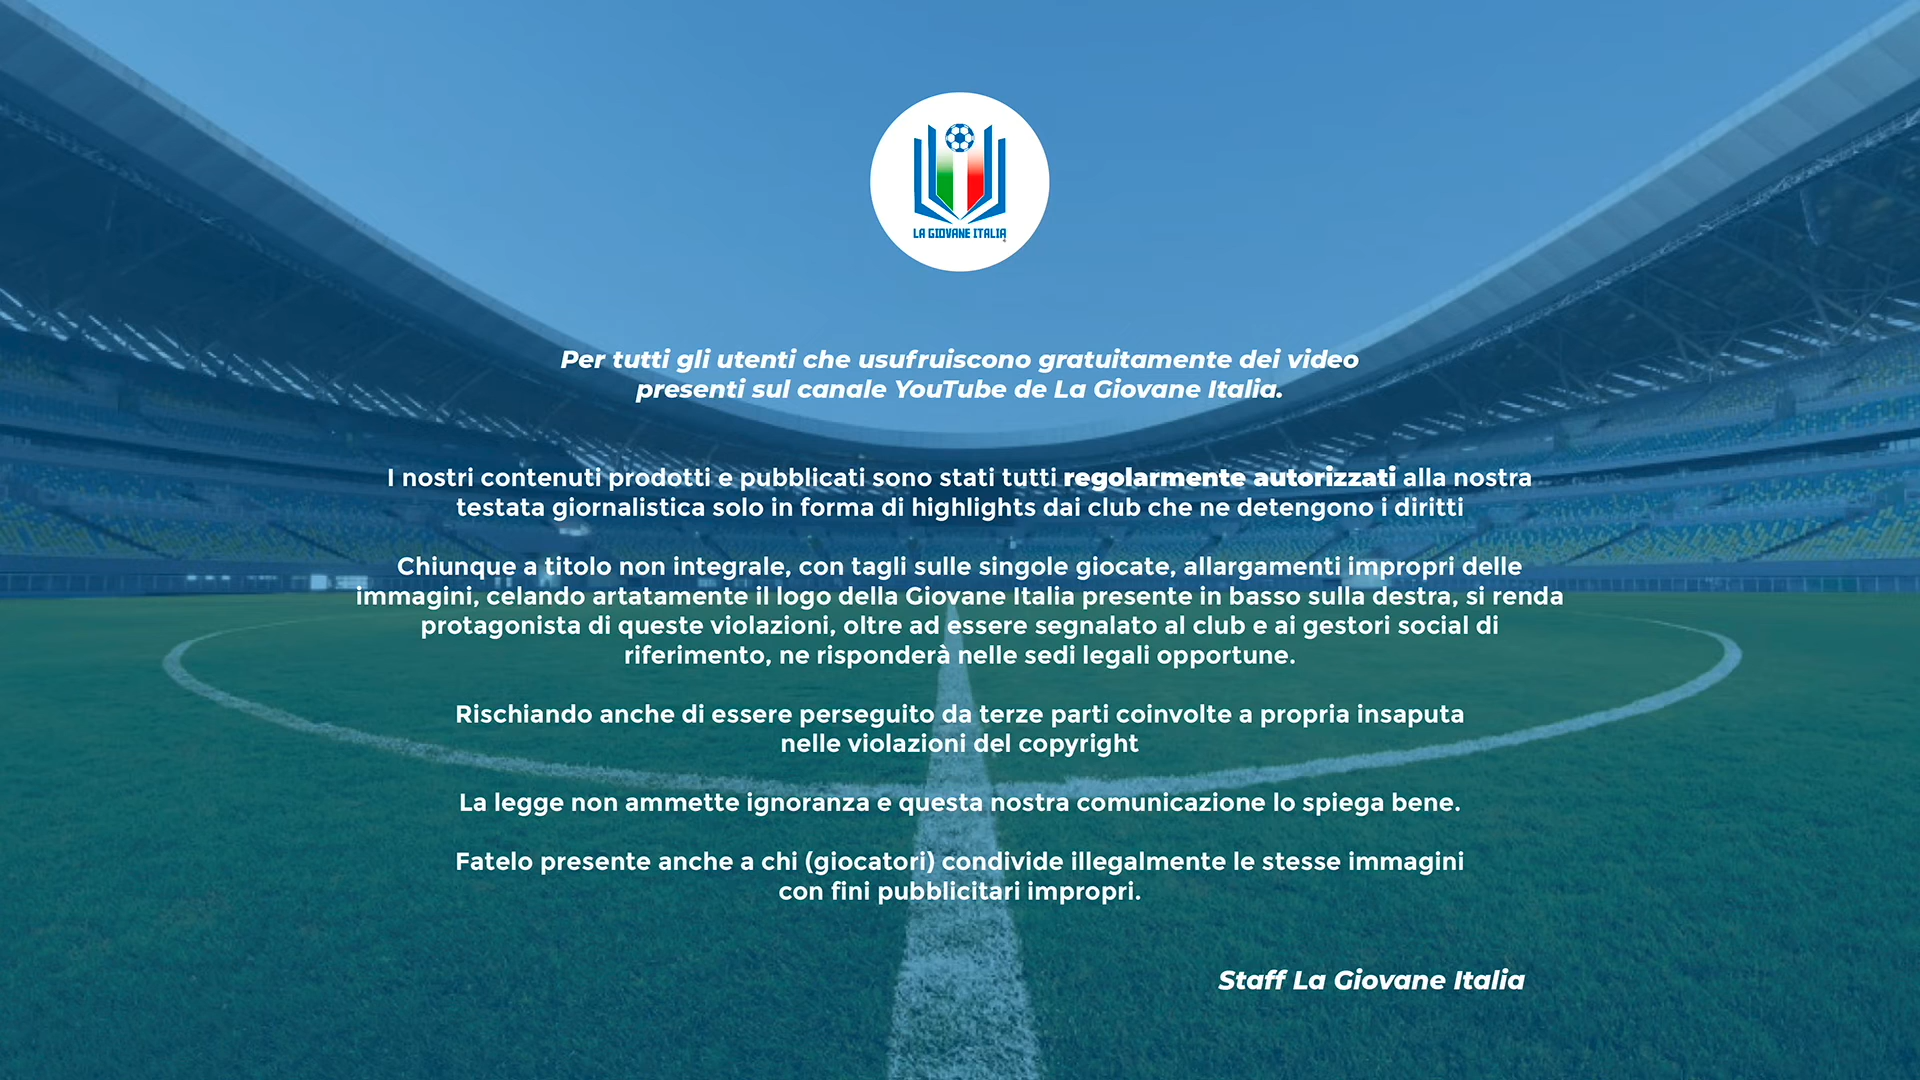 LA GIOVANE ITALIA
Per tutti gli utenti che usufruiscono gratuitamente dei video
presenti sul canale YouTube de La Giovane Italia.
I nostri contenuti prodotti e pubblicati sono stati tutti regolarmente autorizzati alla nostra
testata giornalistica solo in forma di highlights dai club che ne detengono i diritti
Chiunque a titolo non integrale, con tagli sulle singole giocate, allargamenti impropri delle
immagini, celando artatamente il logo della Giovane Italia presente in basso sulla destra, si renda
protagonista di queste violazioni, oltre ad essere segnalato al club e ai gestori social di
riferimento, ne risponderà nelle sedi legali opportune.
Rischiando anche di essere perseguito da terze parti coinvolte a propria insaputa
nelle violazioni del copyright
La legge non ammette ignoranza e questa nostra comunicazione lo spiega bene.
Fatelo presente anche a chi (giocatori) condivide illegalmente le stesse immagini
con fini pubblicitari impropri.
Staff La Giovane Italia